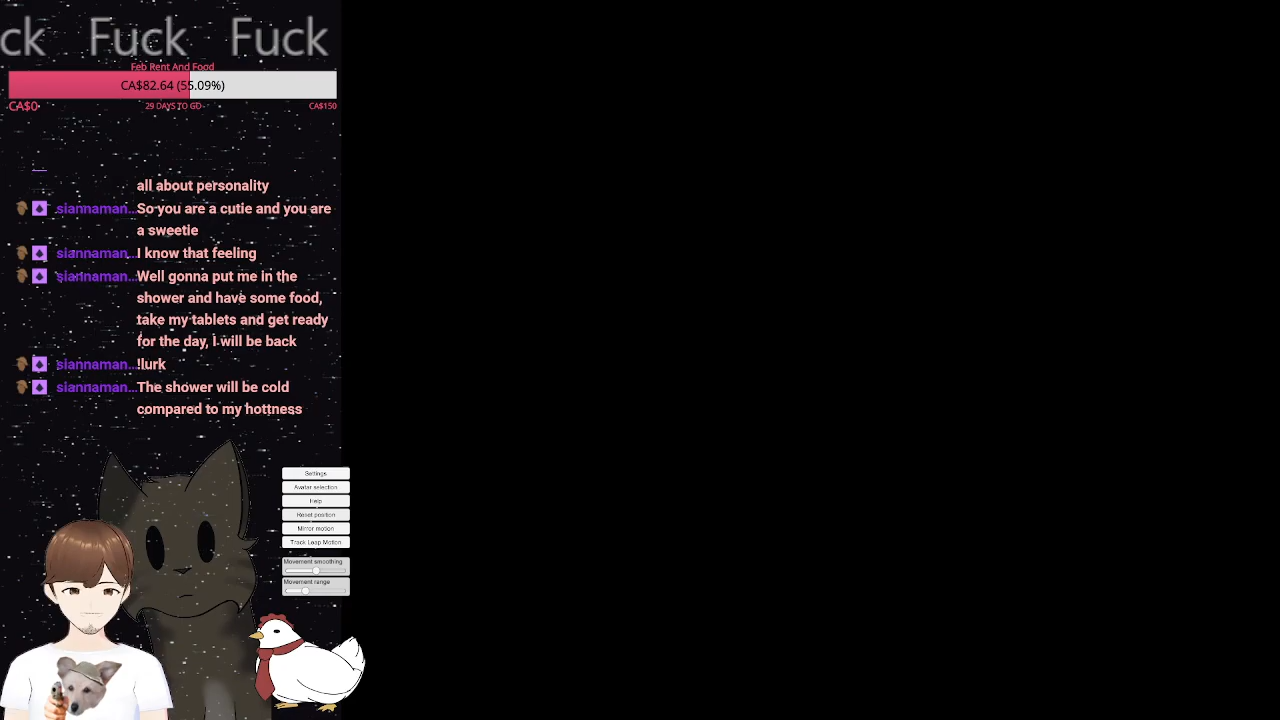 ck Fuck Fuck
Feb Rent And Food
CA$82.64 (55.09%)
CA$0 29 DAYS TO GO CA$150
all about personality
siannaman... So you are a cutie and you are
a sweetie
siannaman... I know that feeling
siannaman... Well gonna put me in the
shower and have some food,
take my tablets and get ready
for the day, i will be back
siannaman... !lurk
siannaman... The shower will be cold
compared to my hottness
Settings
Avatar selection
Help
Reset position
Mirror motion
Track Leap Motion
Movement smoothing
Movement range